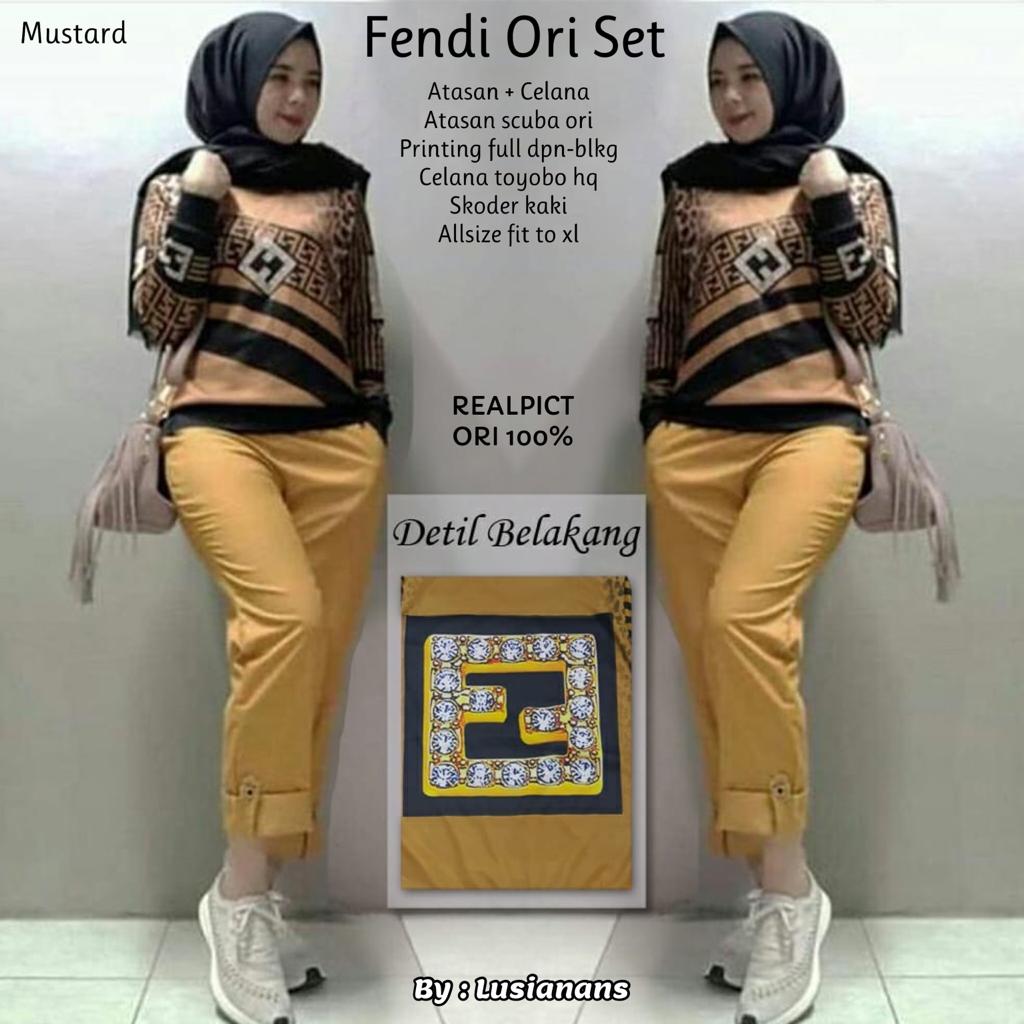 Mustard
Fendi Ori Set
Atasan + Celana
Atasan scuba ori
Printing full dpn-blkg
Celana toyobo hq
Skoder kaki
Allsize fit to xl
REALPICT
ORI 100%
Detil Belakang
By : Lusianans